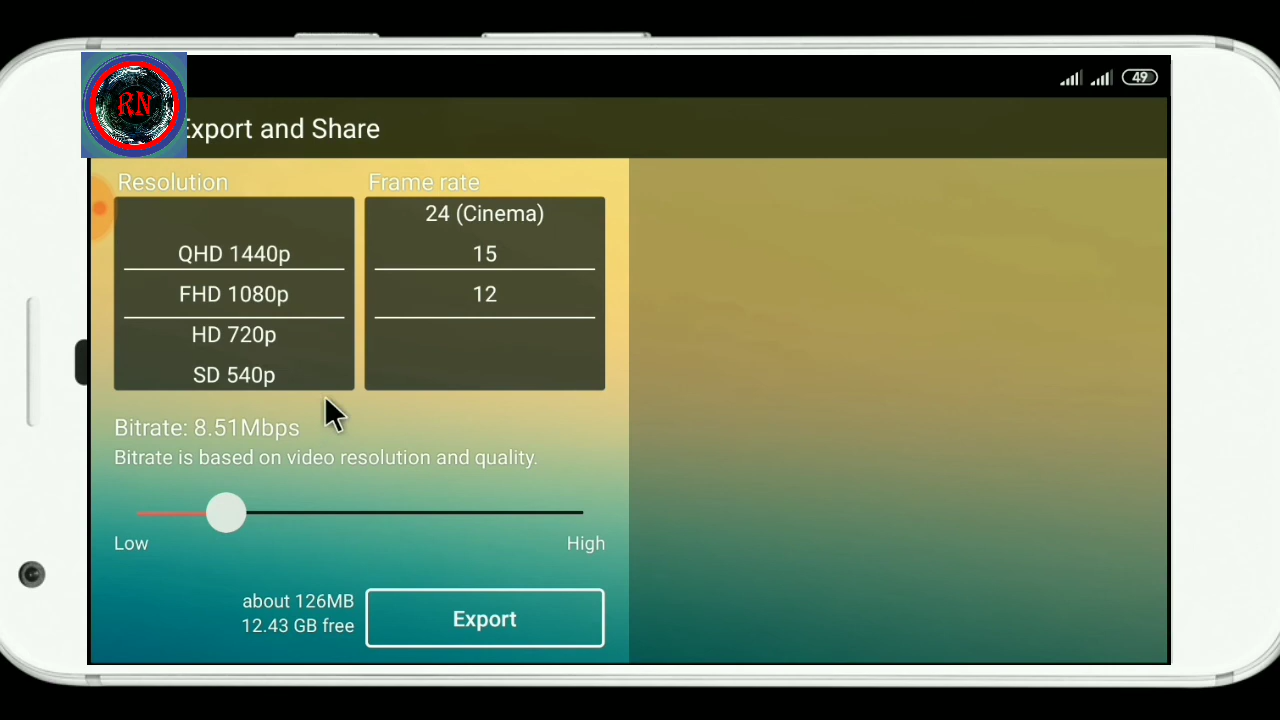 RN
49
Export and Share
Resolution
Frame rate
QHD 1440p
FHD 1080p
HD 720p
SD 540p
24 (Cinema)
15
12
Bitrate: 8.51Mbps
Bitrate is based on video resolution and quality.
Low
High
about 126MB
12.43 GB free
Export